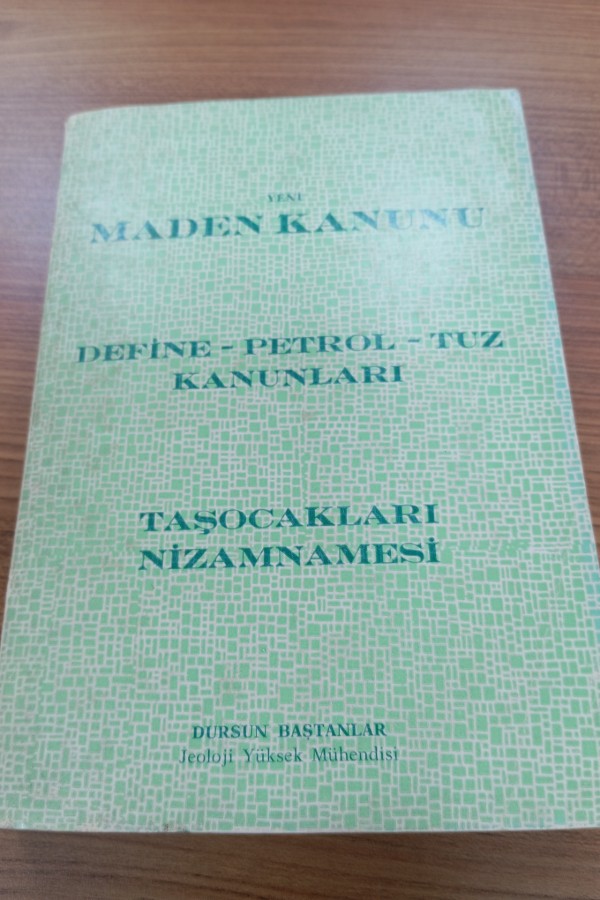 YENİ
MADEN KANUNU
DEFİNE - PETROL - TUZ
KANUNLARI
TAŞOCAKLARI
NİZAMNAMESİ
DURSUN BAŞTANLAR
Jeoloji Yüksek Mühendisi